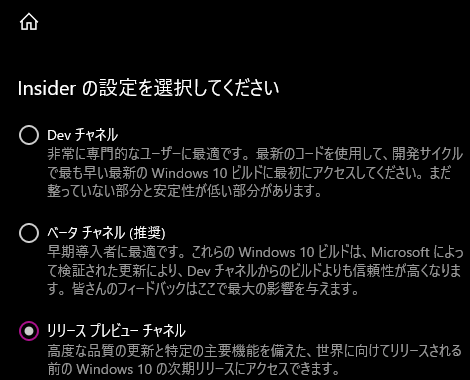 Insider の設定を選択してください
Dev チャネル
非常に専門的なユーザーに最適です。最新のコードを使用して、開発サイクル
で最も早い最新の Windows 10 ビルドに最初にアクセスしてください。まだ
整っていない部分と安定性が低い部分があります。
ベータ チャネル (推奨)
早期導入者に最適です。これらの Windows 10 ビルドは、Microsoft によっ
て検証された更新により、Dev チャネルからのビルドよりも信頼性が高くなりま
す。皆さんのフィードバックはここで最大の影響を与えます。
リリース プレビュー チャネル
高度な品質の更新と特定の主要機能を備えた、世界に向けてリリースされる
前の Windows 10 の次期リリースにアクセスできます。